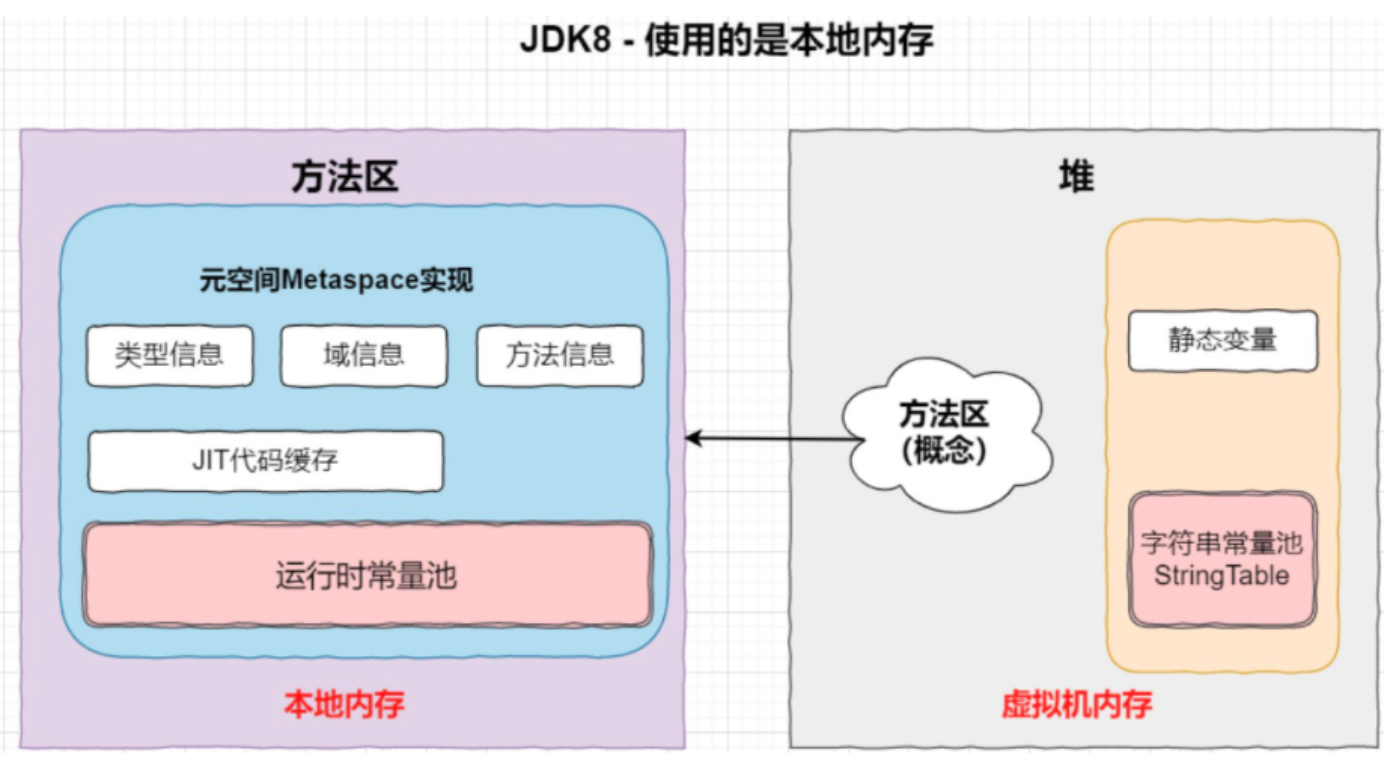 JDK8 - 使用的是本地内存
方法区
元空间Metaspace实现
类型信息
域信息
方法信息
JIT代码缓存
运行时常量池
本地内存
堆
方法区
(概念)
静态变量
字符串常量池
StringTable
虚拟机内存